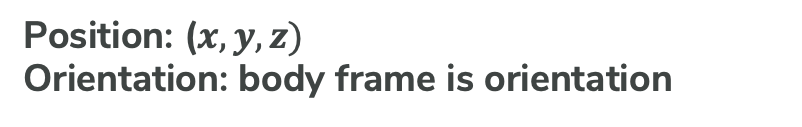 Position: (x, y, z)
Orientation: body frame is orientation